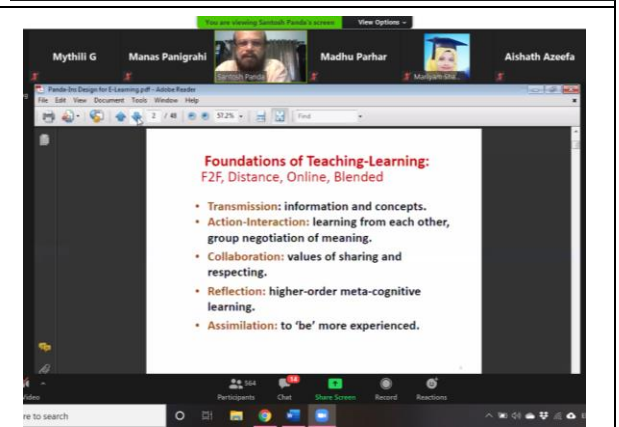 You are viewing Santosh Panda's screen View Options
Mythili G Manas Panigrahi Madhu Parhar Aishath Azeefa
Santosh Panda Mariyam Sha...
Panda-Ins Design for E-Learning.pdf - Adobe Reader
File Edit View Document Tools Window Help
2 / 48 57.2% Find
Foundations of Teaching-Learning:
F2F, Distance, Online, Blended
• Transmission: information and concepts.
• Action-Interaction: learning from each other,
group negotiation of meaning.
• Collaboration: values of sharing and
respecting.
• Reflection: higher-order meta-cognitive
learning.
• Assimilation: to 'be' more experienced.
564
Video Participants Chat Share Screen Record Reactions
re to search